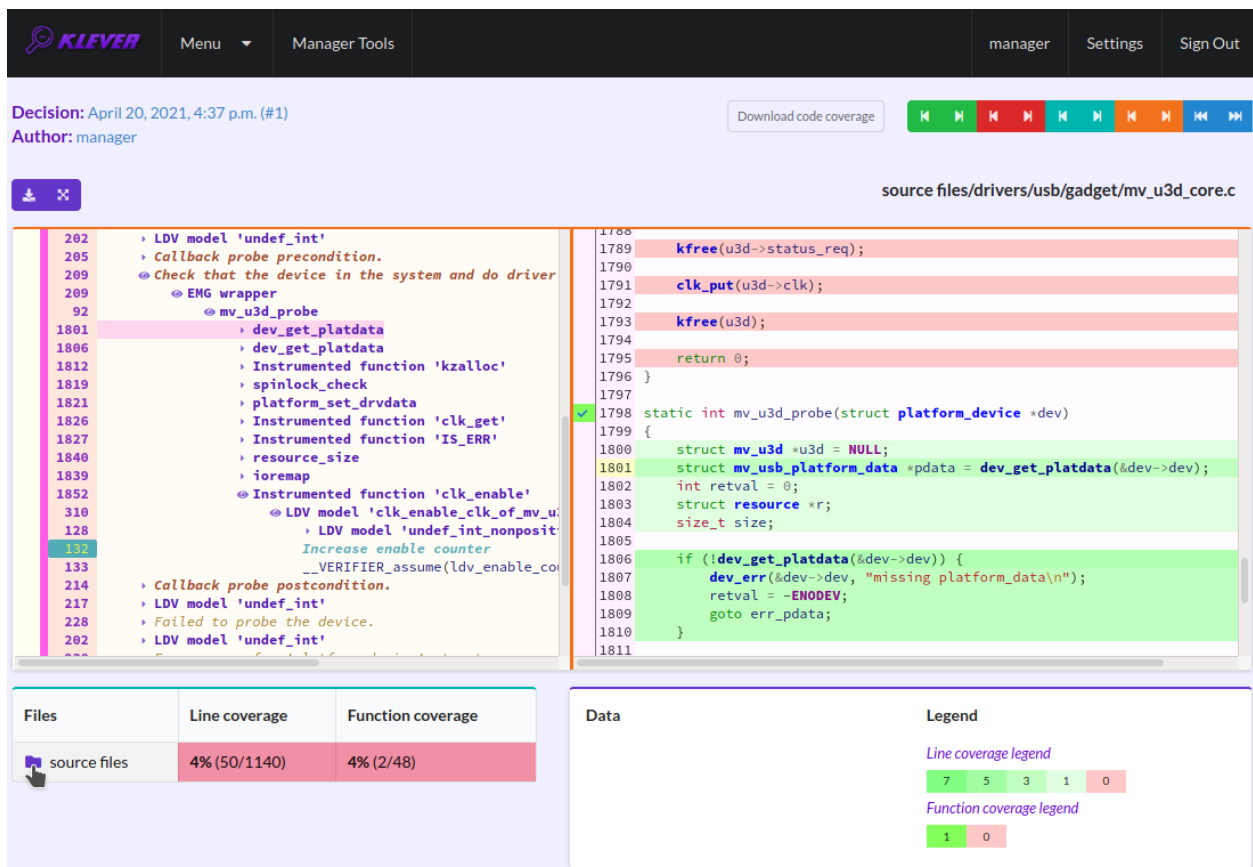 KLEVER Menu Manager Tools manager Settings Sign Out
Decision: April 20, 2021, 4:37 p.m. (#1)
Author: manager
Download code coverage
source files/drivers/usb/gadget/mv_u3d_core.c
202 LDV model 'undef_int'
205 Callback probe precondition.
209 Check that the device in the system and do driver
209 EMG wrapper
92 mv_u3d_probe
1801 dev_get_platdata
1806 dev_get_platdata
1812 Instrumented function 'kzalloc'
1819 spinlock_check
1821 platform_set_drvdata
1826 Instrumented function 'clk_get'
1827 Instrumented function 'IS_ERR'
1840 resource_size
1839 ioremap
1852 Instrumented function 'clk_enable'
310 LDV model 'clk_enable_clk_of_mv_u
128 LDV model 'undef_int_nonposit
132 Increase enable counter
133 __VERIFIER_assume(ldv_enable_co
214 Callback probe postcondition.
217 LDV model 'undef_int'
228 Failed to probe the device.
202 LDV model 'undef_int'
1788
1789 kfree(u3d->status_req);
1790
1791 clk_put(u3d->clk);
1792
1793 kfree(u3d);
1794
1795 return 0;
1796 }
1797
1798 static int mv_u3d_probe(struct platform_device *dev)
1799 {
1800 struct mv_u3d *u3d = NULL;
1801 struct mv_usb_platform_data *pdata = dev_get_platdata(&dev->dev);
1802 int retval = 0;
1803 struct resource *r;
1804 size_t size;
1805
1806 if (!dev_get_platdata(&dev->dev)) {
1807 dev_err(&dev->dev, "missing platform_data\n");
1808 retval = -ENODEV;
1809 goto err_pdata;
1810 }
1811
Files Line coverage Function coverage
source files 4% (50/1140) 4% (2/48)
Data Legend
Line coverage legend
7 5 3 1 0
Function coverage legend
1 0